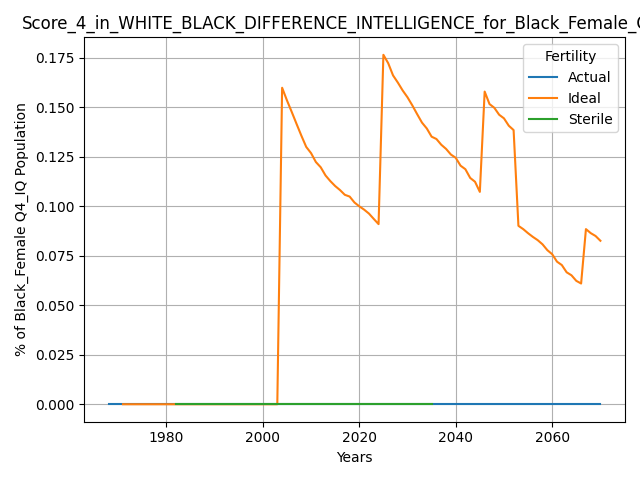 Score_4_in_WHITE_BLACK_DIFFERENCE_INTELLIGENCE_for_Black_Female_
% of Black_Female Q4_IQ Population
0.175
0.150
0.125
0.100
0.075
0.050
0.025
0.000
Fertility
Actual
Ideal
Sterile
1980 2000 2020 2040 2060
Years